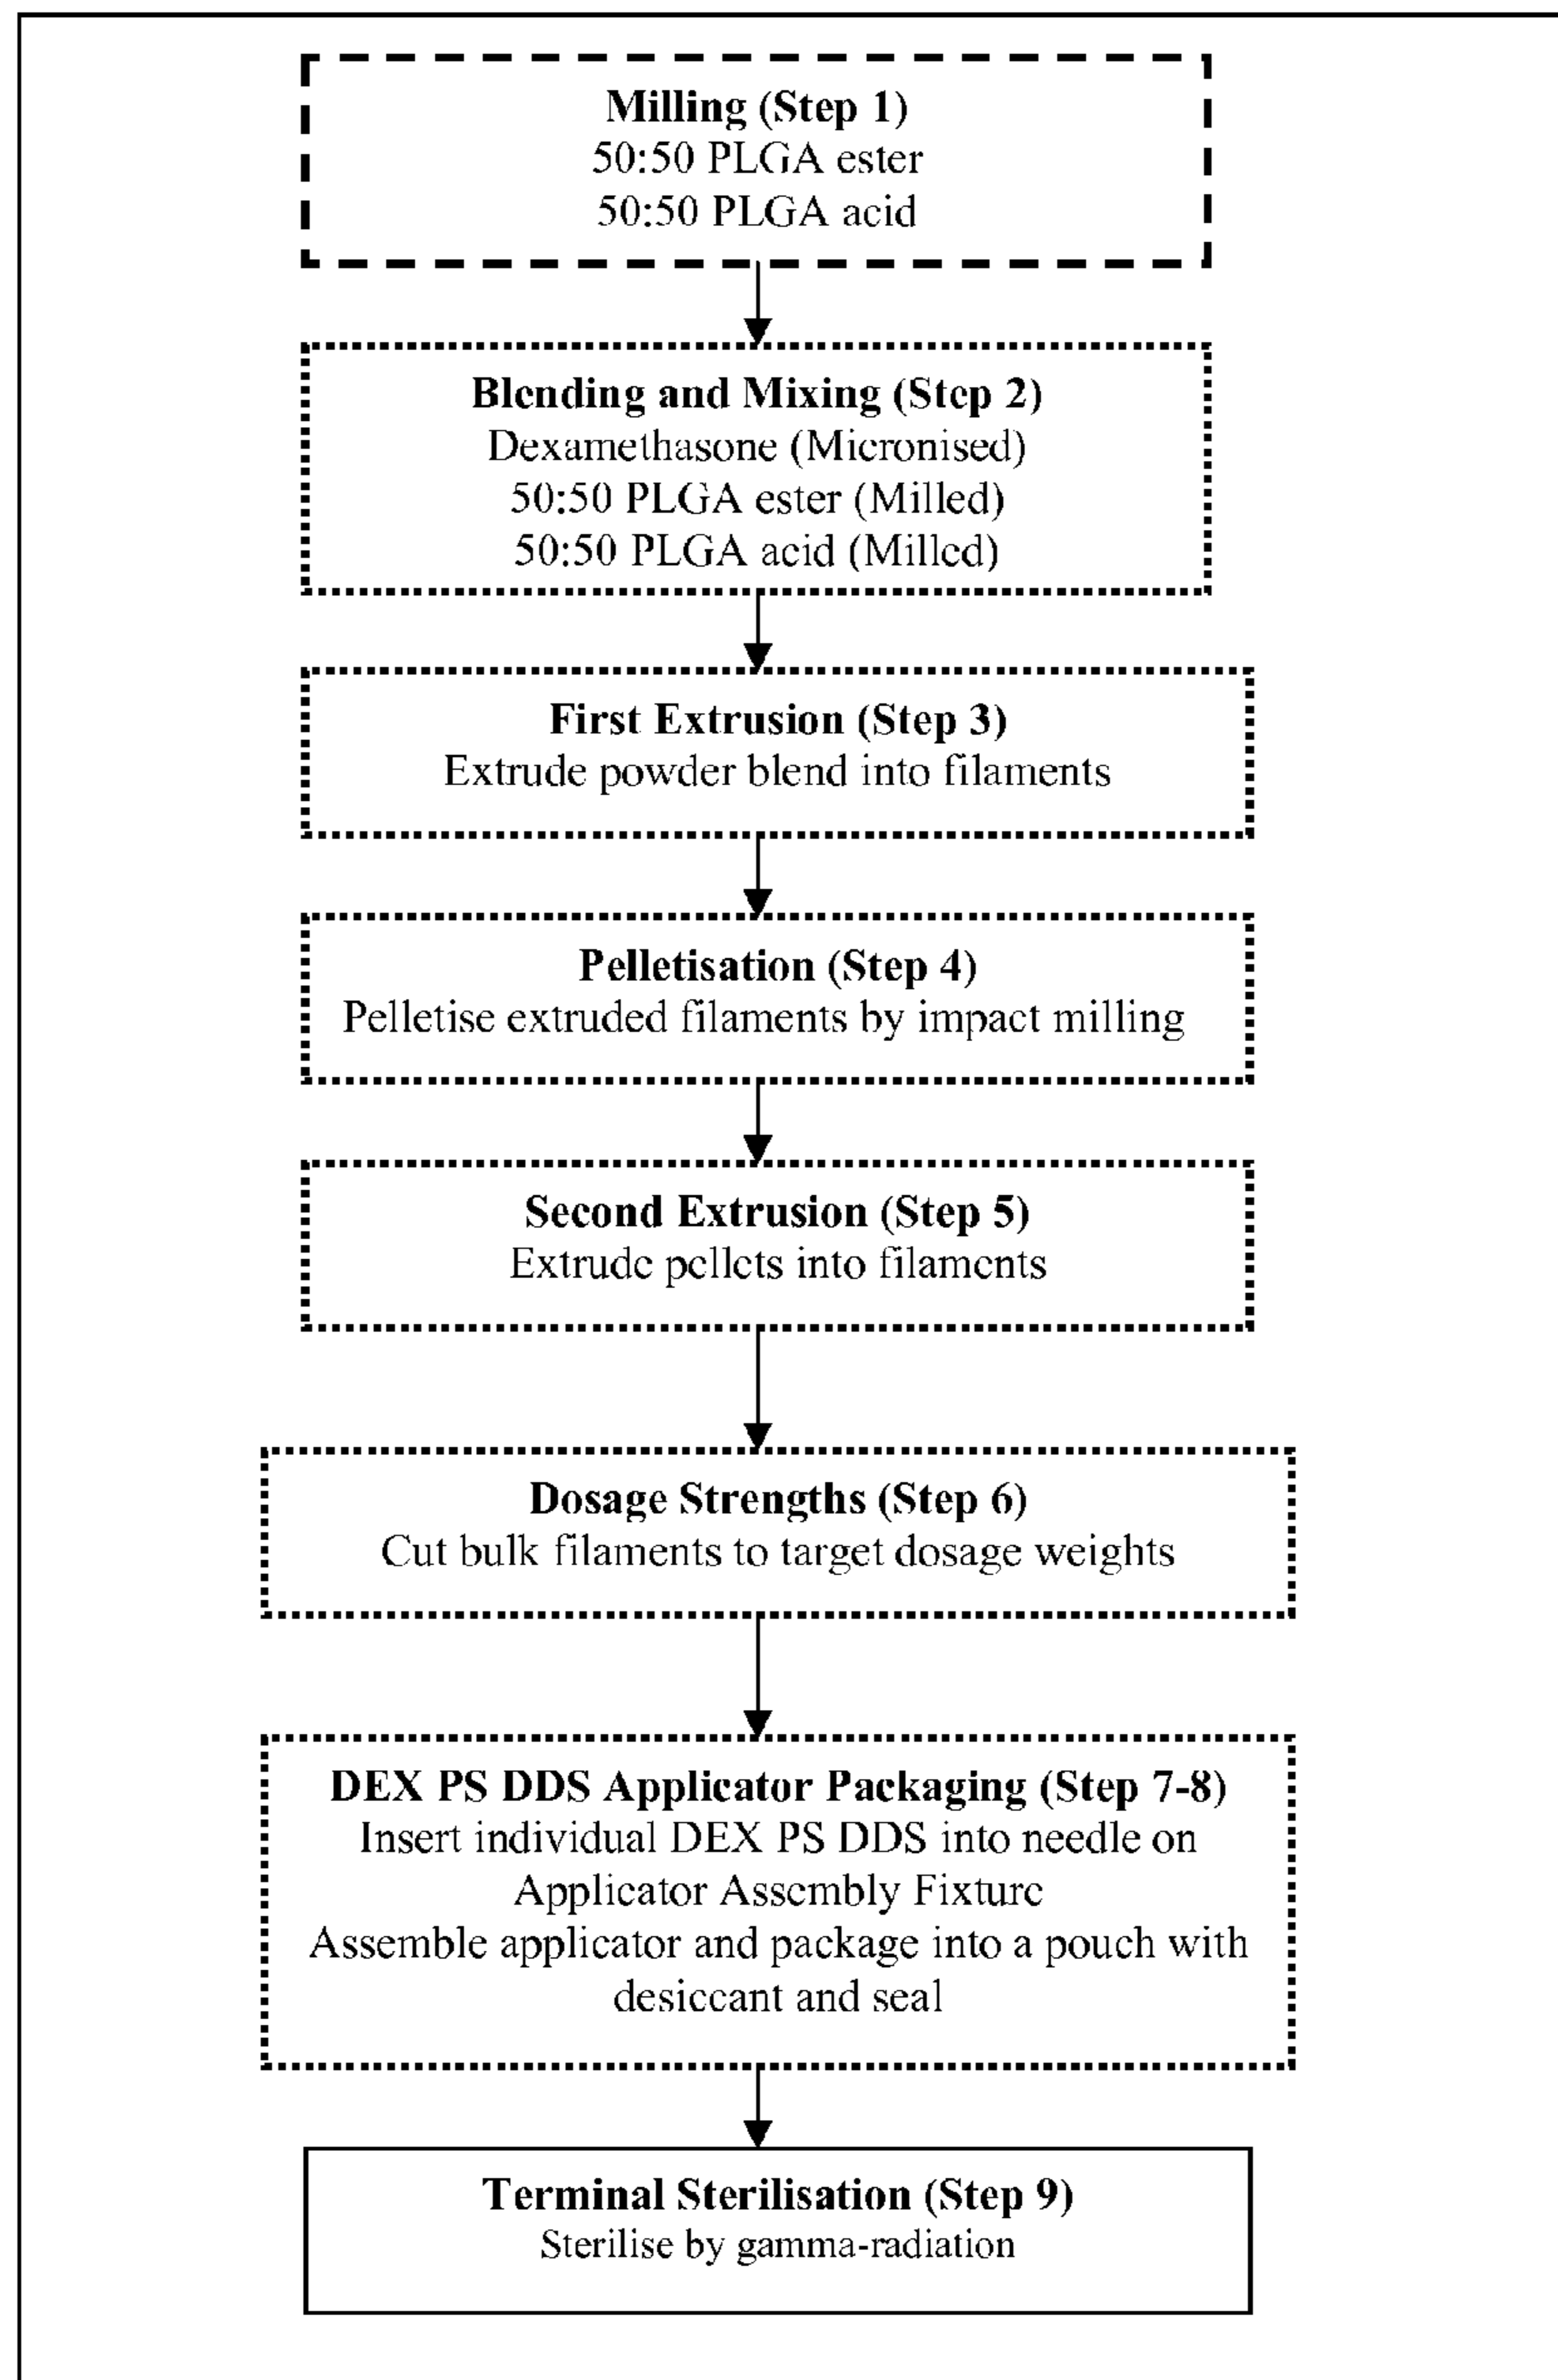 Milling (Step 1)
50:50 PLGA ester
50:50 PLGA acid
Blending and Mixing (Step 2)
Dexamethasone (Micronised)
50:50 PLGA ester (Milled)
50:50 PLGA acid (Milled)
First Extrusion (Step 3)
Extrude powder blend into filaments
Pelletisation (Step 4)
Pelletise extruded filaments by impact milling
Second Extrusion (Step 5)
Extrude pellets into filaments
Dosage Strengths (Step 6)
Cut bulk filaments to target dosage weights
DEX PS DDS Applicator Packaging (Step 7-8)
Insert individual DEX PS DDS into needle on
Applicator Assembly Fixture
Assemble applicator and package into a pouch with
desiccant and seal
Terminal Sterilisation (Step 9)
Sterilise by gamma-radiation